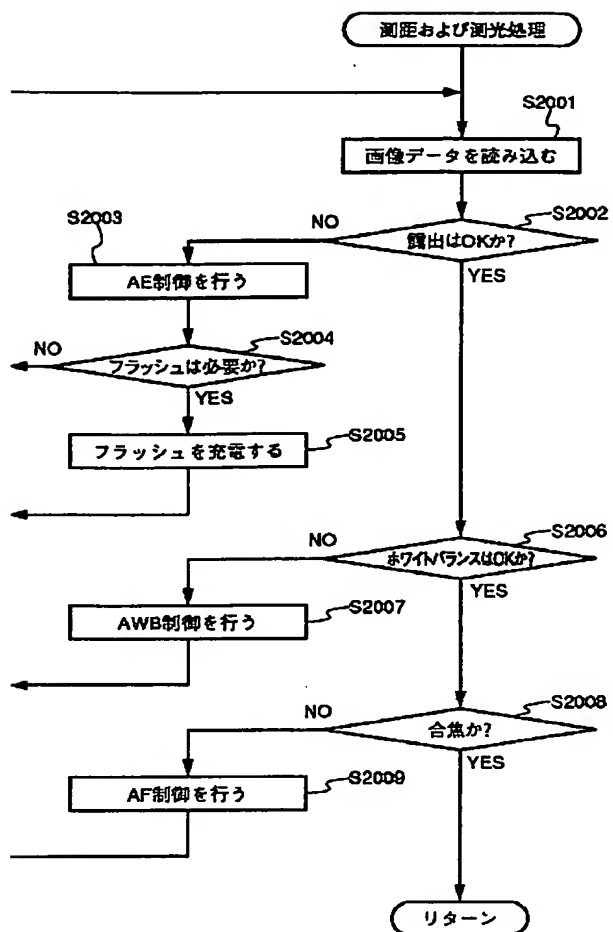 測距および測光処理
S2001
画像データを読み込む
S2002
露出はOKか?
NO
YES
S2003
AE制御を行う
S2004
フラッシュは必要か?
NO
YES
S2005
フラッシュを充電する
S2006
ホワイトバランスはOKか?
NO
YES
S2007
AWB制御を行う
S2008
合焦か?
NO
YES
S2009
AF制御を行う
リターン